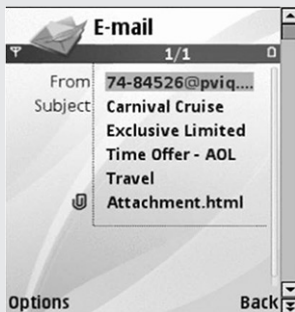 E-mail
1/1
From 74-84526@pviq....
Subject Carnival Cruise
Exclusive Limited
Time Offer - AOL
Travel
Attachment.html
Options Back